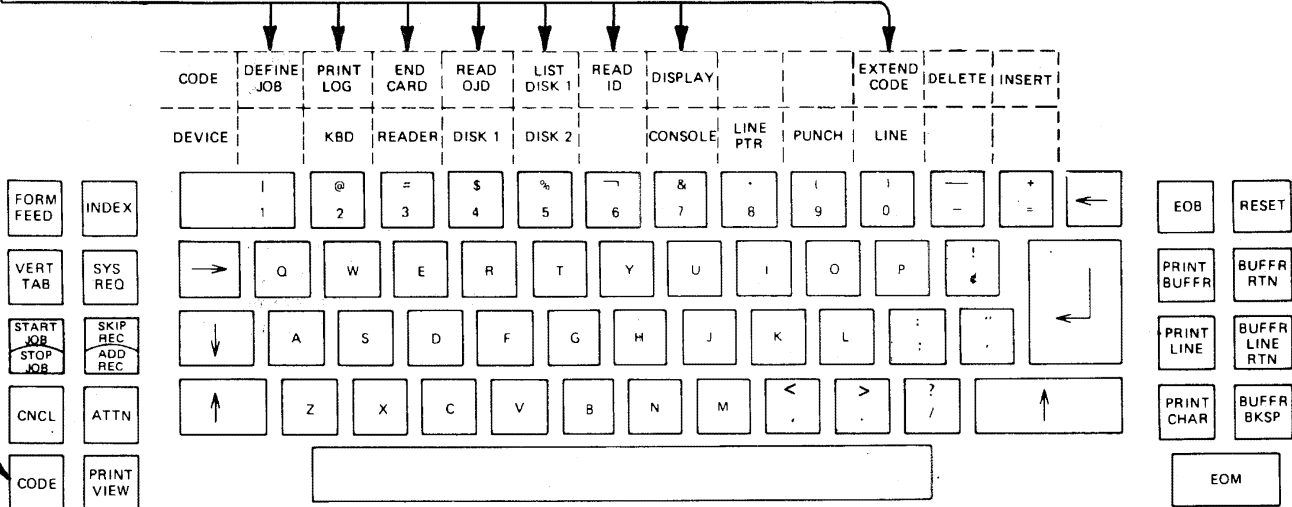 CODE DEFINE JOB PRINT LOG END CARD READ OJD LIST DISK 1 READ ID DISPLAY EXTEND CODE DELETE INSERT
DEVICE KBD READER DISK 1 DISK 2 CONSOLE LINE PTR PUNCH LINE
FORM FEED INDEX | 1 @ 2 = 3 $ 4 % 5 ¬ 6 & 7 * 8 ( 9 ) 0 — – + = ← EOB RESET
VERT TAB SYS REQ → Q W E R T Y U I O P ! ¢ ↵ PRINT BUFFR BUFFR RTN
START JOB STOP JOB SKIP REC ADD REC ↓ A S D F G H J K L : ; " ' PRINT LINE BUFFR LINE RTN
CNCL ATTN ↑ Z X C V B N M < , > . ? / ↑ PRINT CHAR BUFFR BKSP
CODE PRINT VIEW EOM